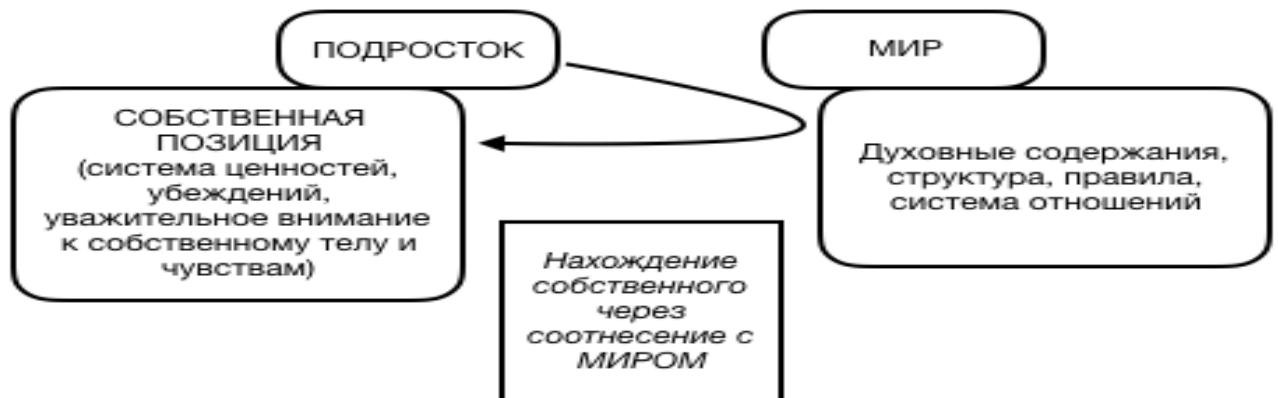 ПОДРОСТОК
МИР
СОБСТВЕННАЯ
ПОЗИЦИЯ
(система ценностей,
убеждений,
уважительное внимание
к собственному телу и
чувствам)
Духовные содержания,
структура, правила,
система отношений
Нахождение
собственного
через
соотнесение с
МИРОМ